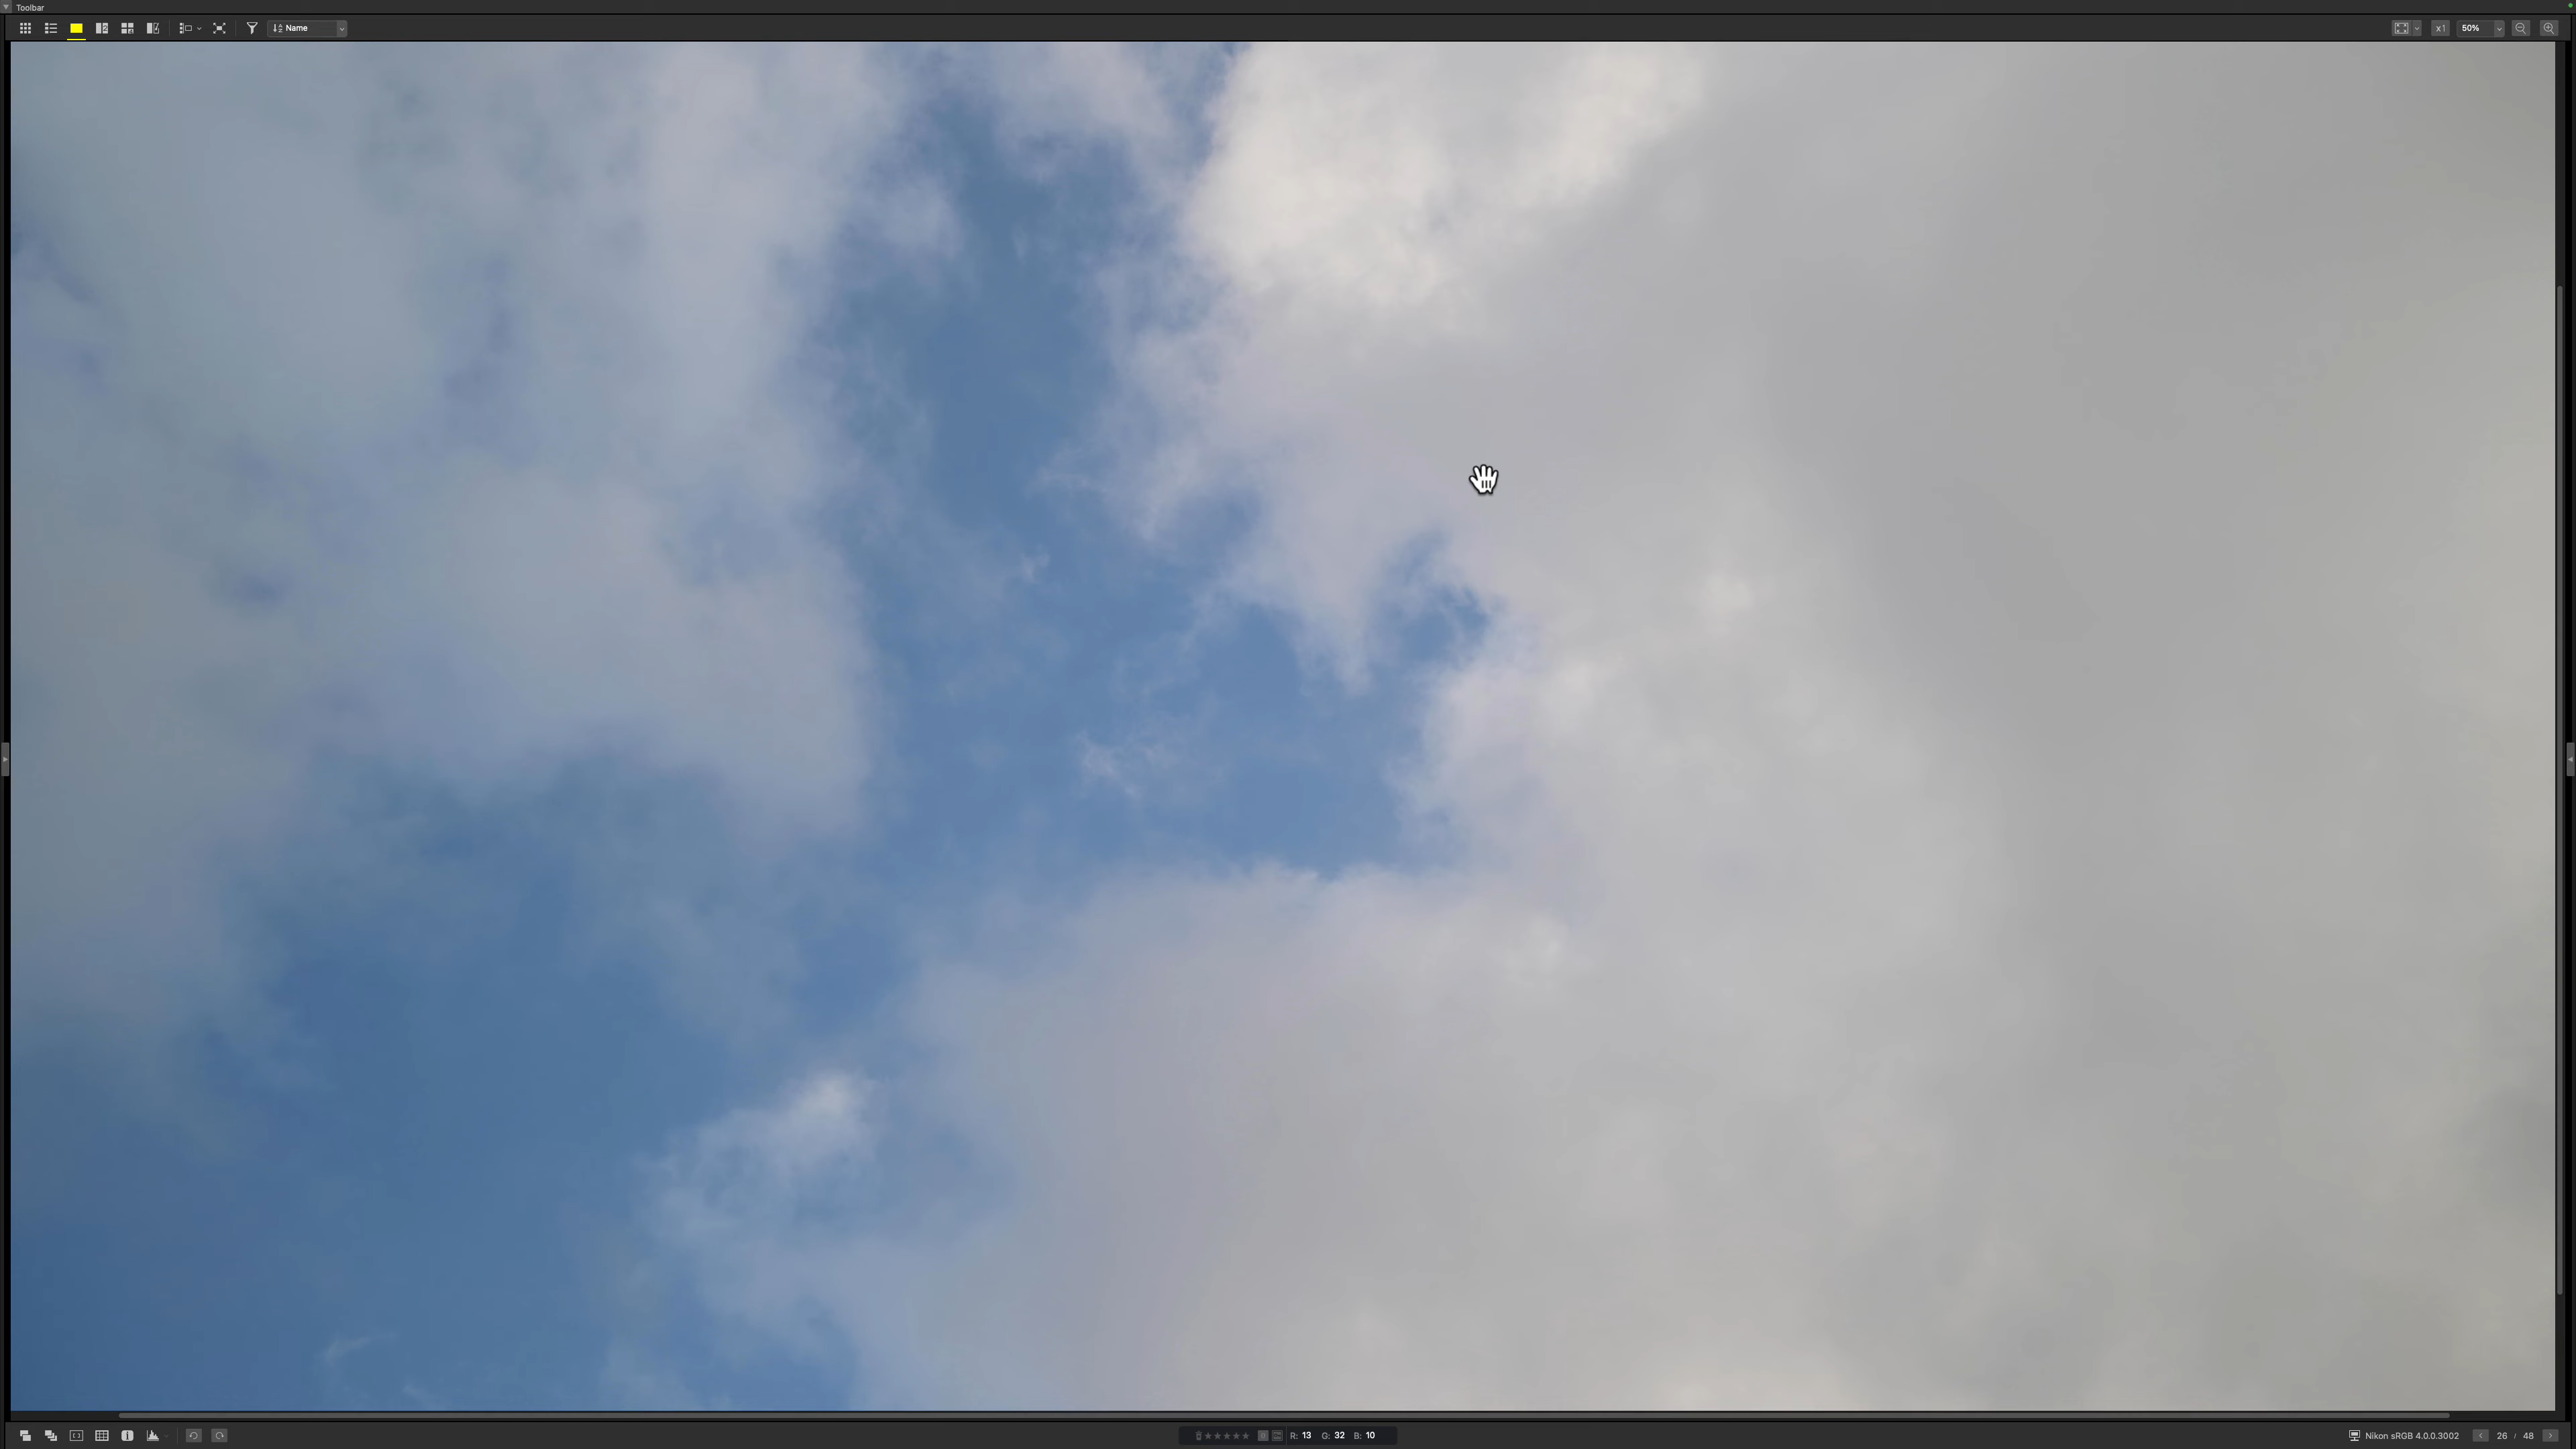 Toolbar
Name
x1
50%
R: 13 G: 32 B: 10
Nikon sRGB 4.0.0.3002
26 / 48